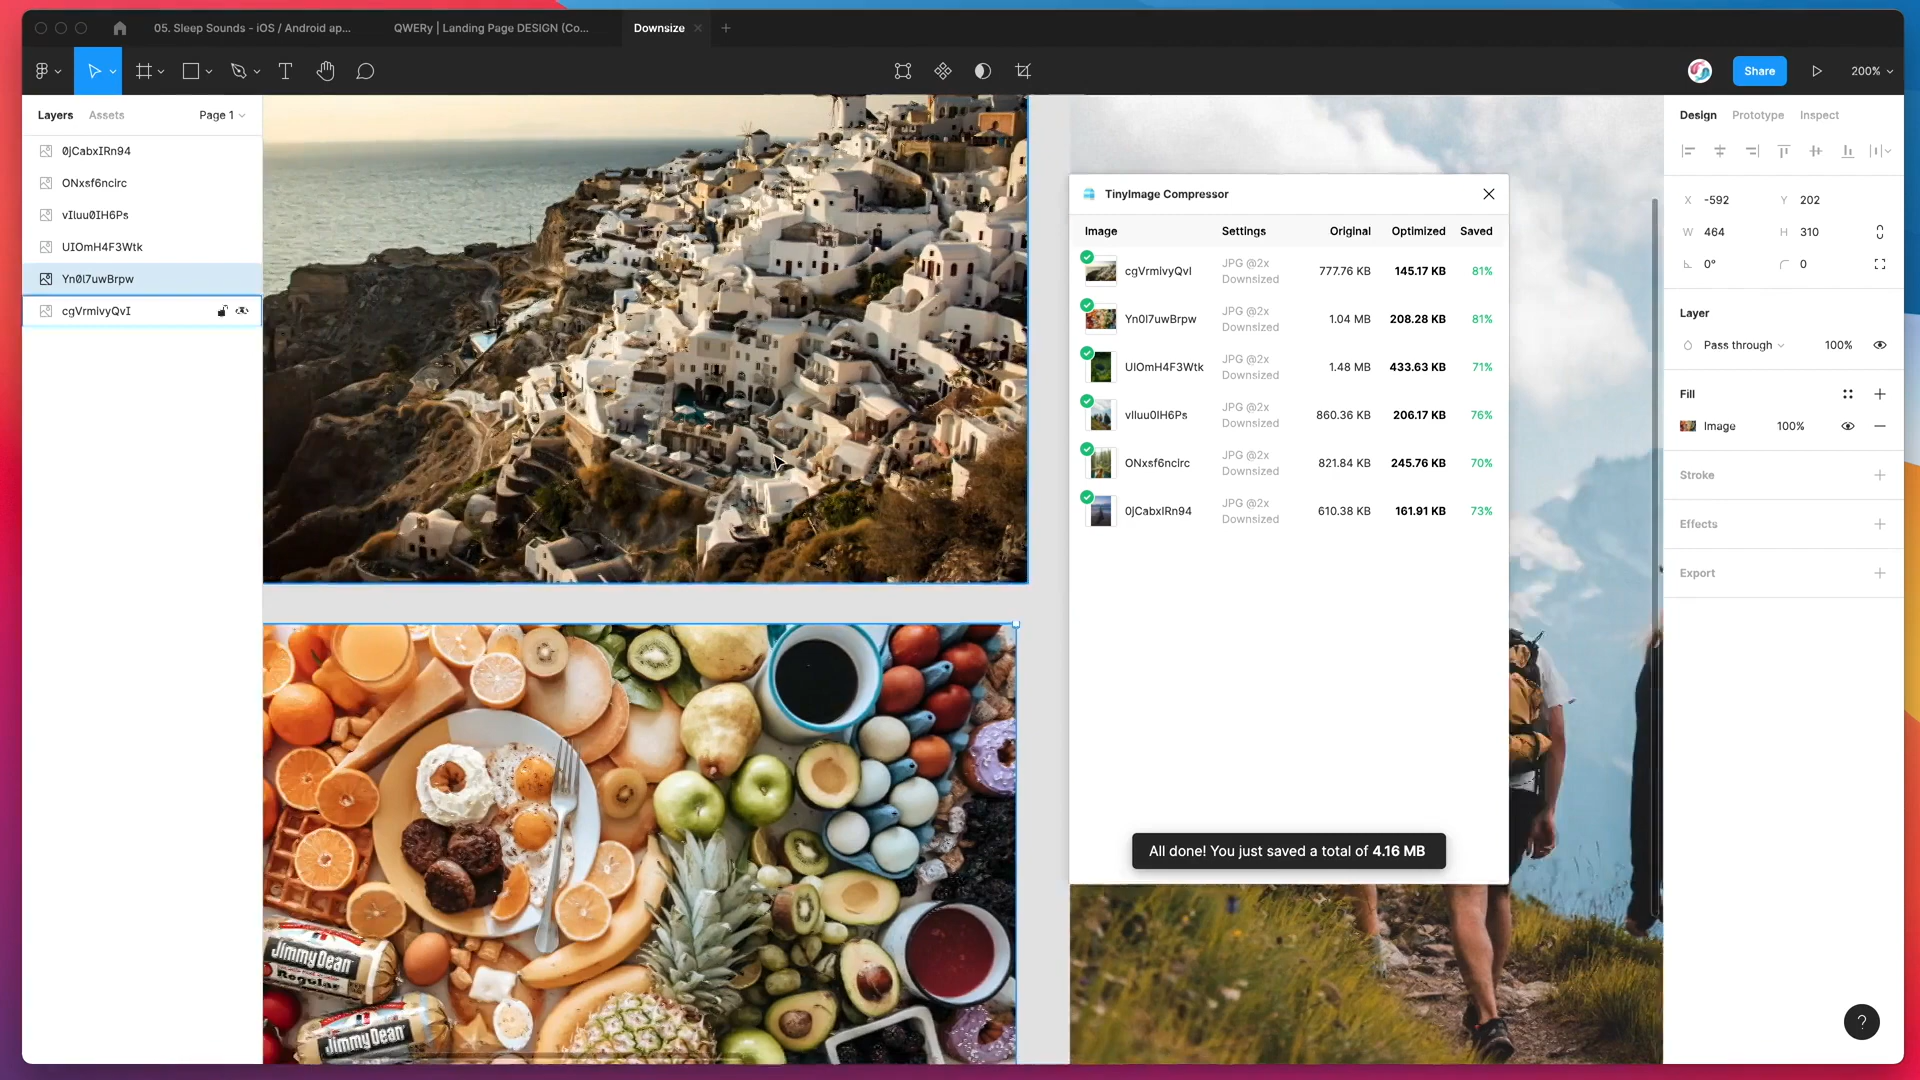 05. Sleep Sounds - iOS / Android ap...
QWERy | Landing Page DESIGN (Co...
Downsize
Share
200%
Layers
Assets
Page 1
0jCabxIRn94
ONxsf6ncirc
vIluu0IH6Ps
UIOmH4F3Wtk
Yn0l7uwBrpw
cgVrmlvyQvI
TinyImage Compressor
Image Settings Original Optimized Saved
cgVrmlvyQvI JPG @2x Downsized 777.76 KB 145.17 KB 81%
Yn0l7uwBrpw JPG @2x Downsized 1.04 MB 208.28 KB 81%
UIOmH4F3Wtk JPG @2x Downsized 1.48 MB 433.63 KB 71%
vIluu0IH6Ps JPG @2x Downsized 860.36 KB 206.17 KB 76%
ONxsf6ncirc JPG @2x Downsized 821.84 KB 245.76 KB 70%
0jCabxIRn94 JPG @2x Downsized 610.38 KB 161.91 KB 73%
All done! You just saved a total of 4.16 MB
Jimmy Dean
Regular
Jimmy Dean
Design Prototype Inspect
X -592 Y 202
W 464 H 310
0° 0
Layer
Pass through 100%
Fill
Image 100%
Stroke
Effects
Export
?